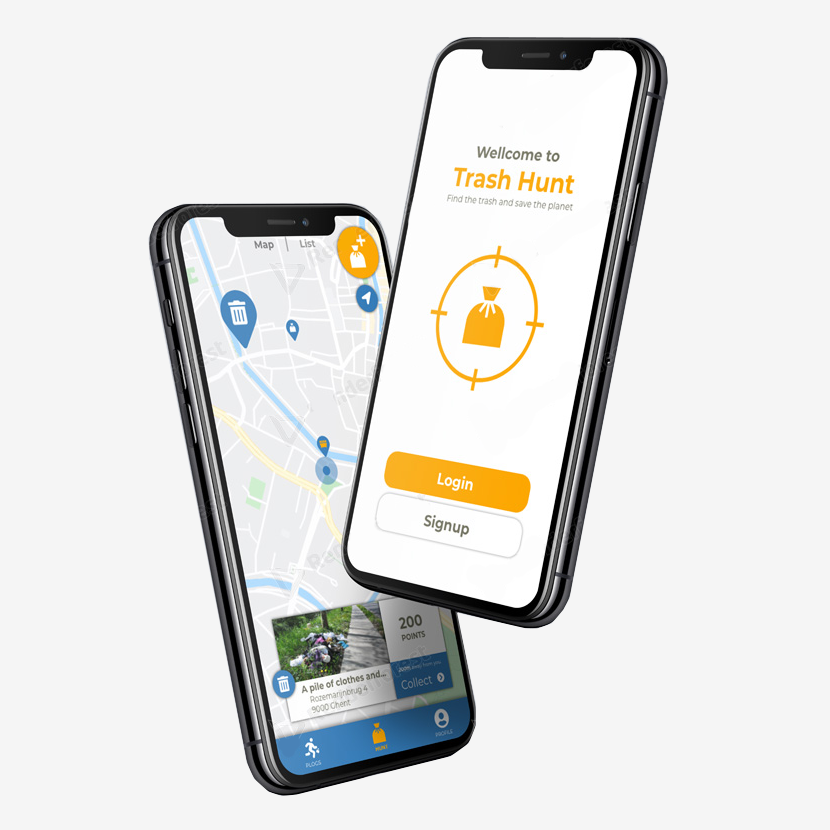 Wellcome to
Trash Hunt
Find the trash and save the planet
Login
Signup
Map | List
200
POINTS
A pile of clothes and...
Rozemarijnbrug 4
9000 Ghent
Collect
PLOGS
HUNT
PROFILE